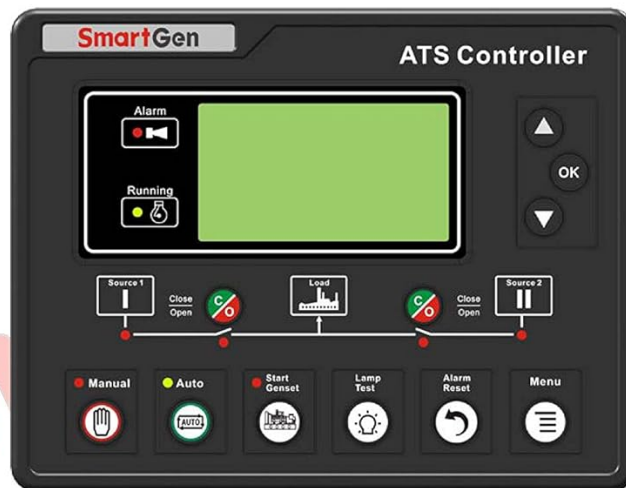 SmartGen
ATS Controller
Alarm
Running
OK
Source 1
I
Close
Open
C/O
Load
C/O
Close
Open
Source 2
II
Manual
Auto
Start
Genset
Lamp
Test
Alarm
Reset
Menu
AUTO